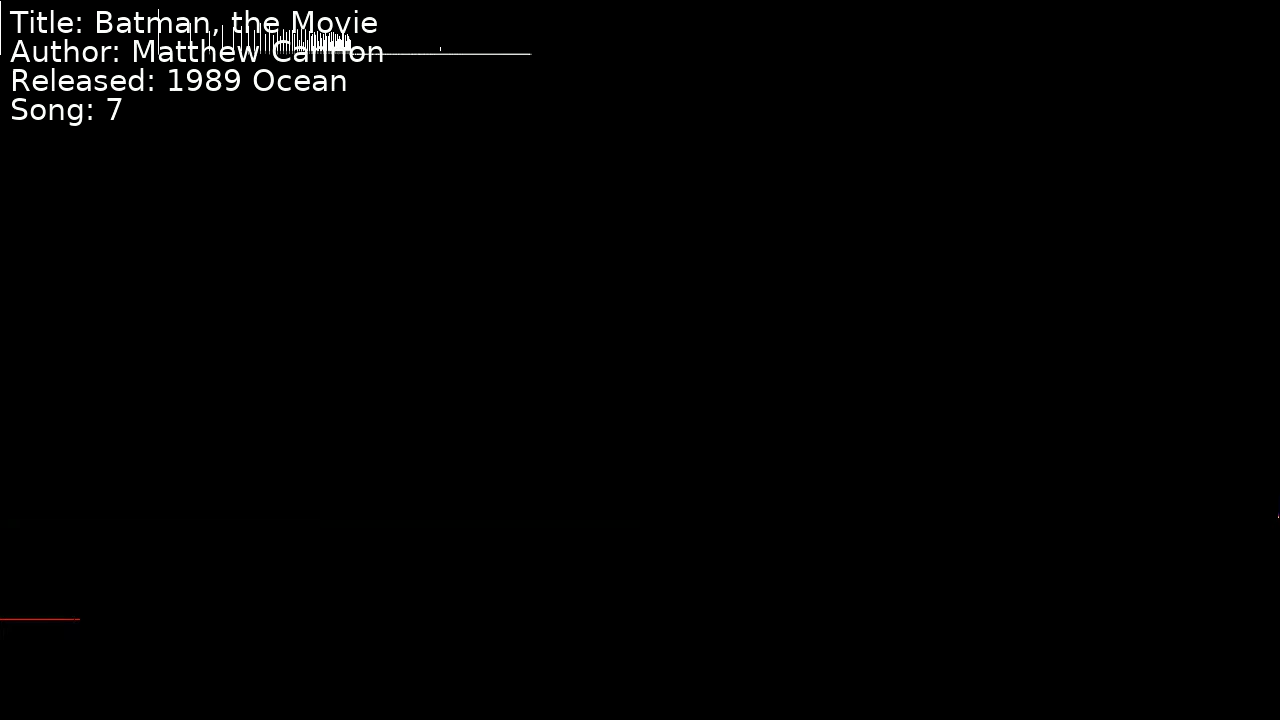 Title: Batman, the Movie
Author: Matthew Cannon
Released: 1989 Ocean
Song: 7